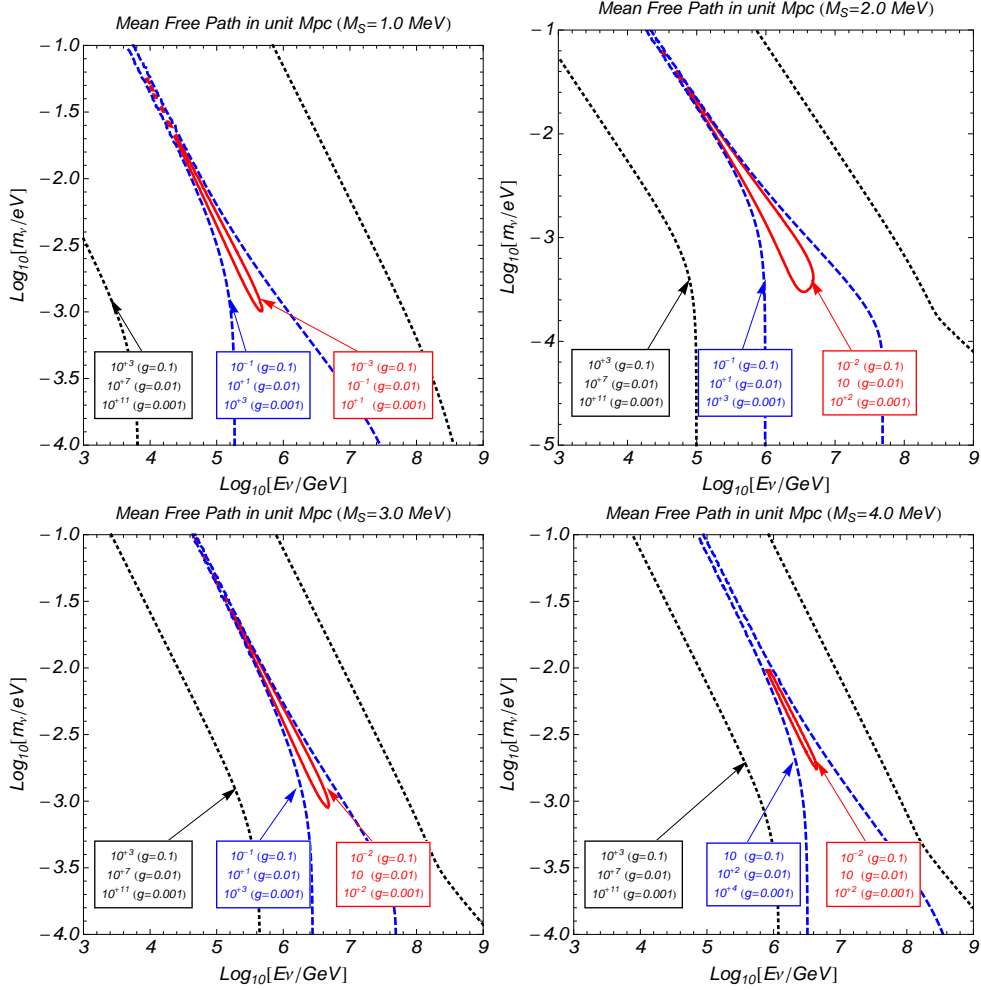 Mean Free Path in unit Mpc (M_S=1.0 MeV)
Log₁₀[m_ν/eV]
-1.0
-1.5
-2.0
-2.5
-3.0
-3.5
-4.0
10⁺³ (g=0.1)
10⁺⁷ (g=0.01)
10⁺¹¹ (g=0.001)
10⁻¹ (g=0.1)
10⁺¹ (g=0.01)
10⁺³ (g=0.001)
10⁻³ (g=0.1)
10⁻¹ (g=0.01)
10⁺¹ (g=0.001)
3 4 5 6 7 8 9
Log₁₀[Eν/GeV]
Mean Free Path in unit Mpc (M_S=2.0 MeV)
Log₁₀[m_ν/eV]
-1
-2
-3
-4
-5
10⁺³ (g=0.1)
10⁺⁷ (g=0.01)
10⁺¹¹ (g=0.001)
10⁻¹ (g=0.1)
10⁺¹ (g=0.01)
10⁺³ (g=0.001)
10⁻² (g=0.1)
10 (g=0.01)
10⁺² (g=0.001)
3 4 5 6 7 8 9
Log₁₀[Eν/GeV]
Mean Free Path in unit Mpc (M_S=3.0 MeV)
Log₁₀[m_ν/eV]
-1.0
-1.5
-2.0
-2.5
-3.0
-3.5
-4.0
10⁺³ (g=0.1)
10⁺⁷ (g=0.01)
10⁺¹¹ (g=0.001)
10⁻¹ (g=0.1)
10⁺¹ (g=0.01)
10⁺³ (g=0.001)
10⁻² (g=0.1)
10 (g=0.01)
10⁺² (g=0.001)
3 4 5 6 7 8 9
Log₁₀[Eν/GeV]
Mean Free Path in unit Mpc (M_S=4.0 MeV)
Log₁₀[m_ν/eV]
-1.0
-1.5
-2.0
-2.5
-3.0
-3.5
-4.0
10⁺³ (g=0.1)
10⁺⁷ (g=0.01)
10⁺¹¹ (g=0.001)
10 (g=0.1)
10⁺² (g=0.01)
10⁺⁴ (g=0.001)
10⁻² (g=0.1)
10 (g=0.01)
10⁺² (g=0.001)
3 4 5 6 7 8 9
Log₁₀[Eν/GeV]